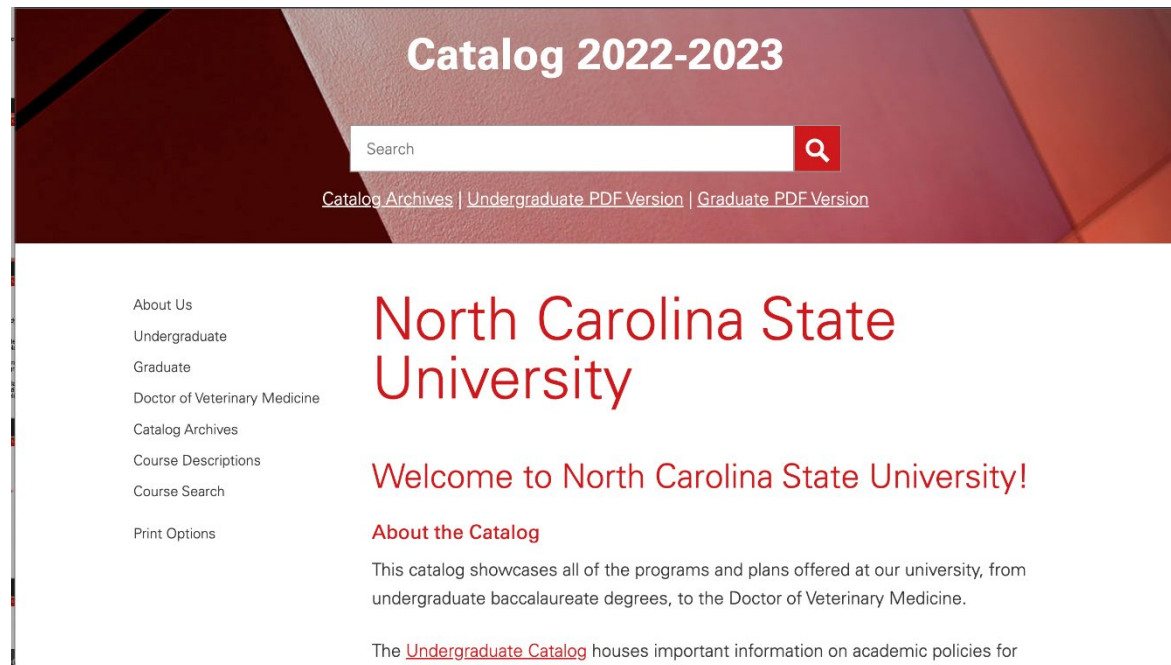 Catalog 2022-2023
Search
Catalog Archives | Undergraduate PDF Version | Graduate PDF Version
About Us
Undergraduate
Graduate
Doctor of Veterinary Medicine
Catalog Archives
Course Descriptions
Course Search
Print Options
North Carolina State
University
Welcome to North Carolina State University!
About the Catalog
This catalog showcases all of the programs and plans offered at our university, from
undergraduate baccalaureate degrees, to the Doctor of Veterinary Medicine.
The Undergraduate Catalog houses important information on academic policies for